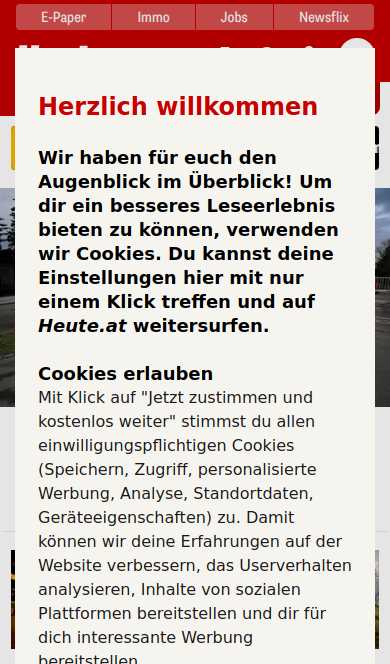 E-Paper Immo Jobs Newsflix
Herzlich willkommen
Wir haben für euch den
Augenblick im Überblick! Um
dir ein besseres Leseerlebnis
bieten zu können, verwenden
wir Cookies. Du kannst deine
Einstellungen hier mit nur
einem Klick treffen und auf
Heute.at weitersurfen.
Cookies erlauben
Mit Klick auf "Jetzt zustimmen und
kostenlos weiter" stimmst du allen
einwilligungspflichtigen Cookies
(Speichern, Zugriff, personalisierte
Werbung, Analyse, Standortdaten,
Geräteeigenschaften) zu. Damit
können wir deine Erfahrungen auf der
Website verbessern, das Userverhalten
analysieren, Inhalte von sozialen
Plattformen bereitstellen und dir für
dich interessante Werbung
bereitstellen